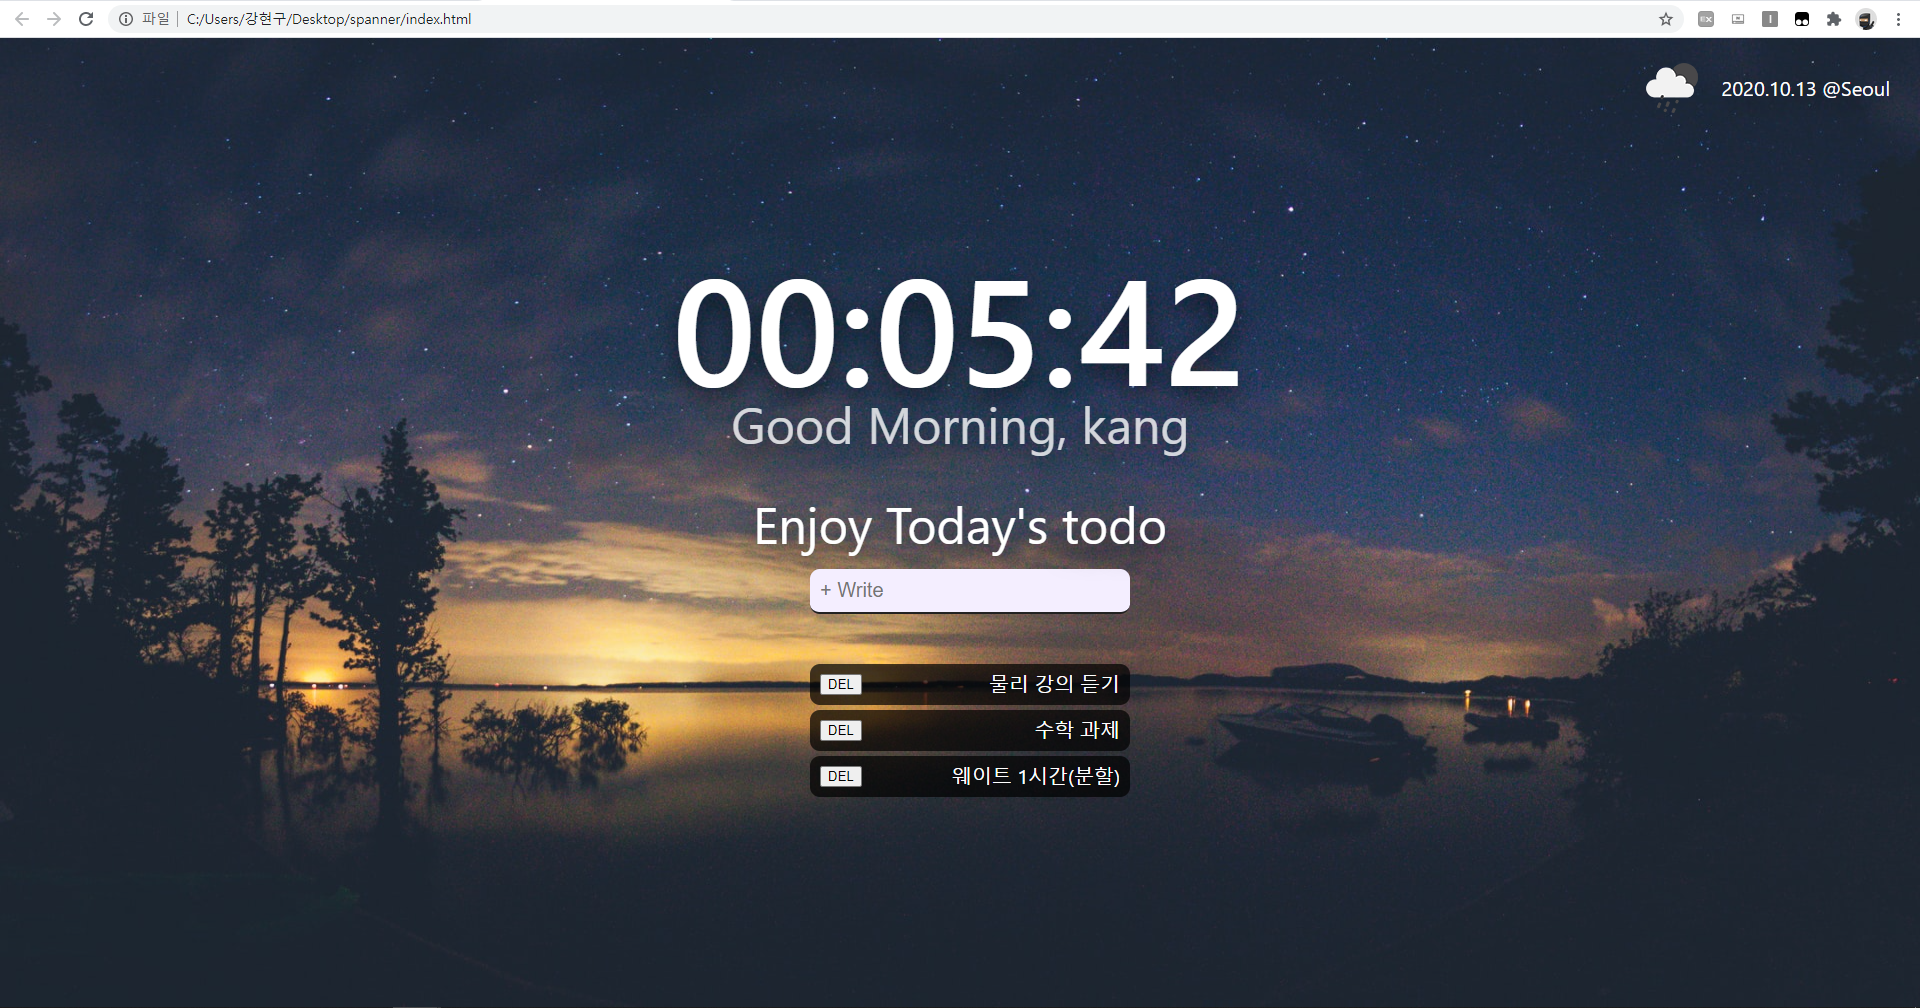 파일 | C:/Users/강현구/Desktop/spanner/index.html
2020.10.13 @Seoul
00:05:42
Good Morning, kang
Enjoy Today's todo
+ Write
DEL 물리 강의 듣기
DEL 수학 과제
DEL 웨이트 1시간(분할)